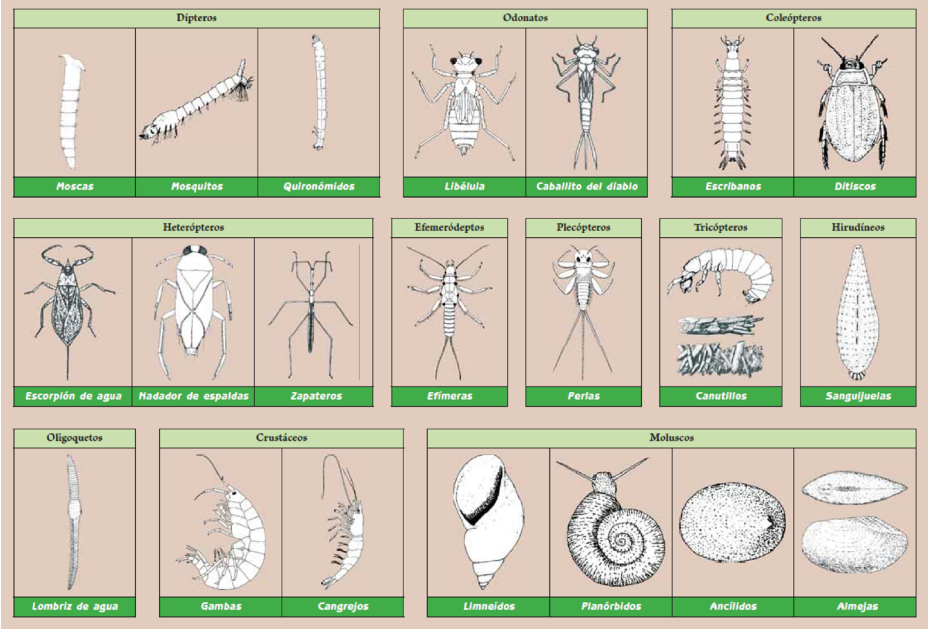 Dípteros
Odonatos
Coleópteros
Moscas
Mosquitos
Quironómidos
Libélula
Caballito del diablo
Escribanos
Ditiscos
Heterópteros
Efemeródeptos
Plecópteros
Tricópteros
Hirudíneos
Escorpión de agua
Nadador de espaldas
Zapateros
Efímeras
Perlas
Canutillos
Sanguijuelas
Oligoquetos
Crustáceos
Moluscos
Lombriz de agua
Gambas
Cangrejos
Limneidos
Planórbidos
Ancílidos
Almejas